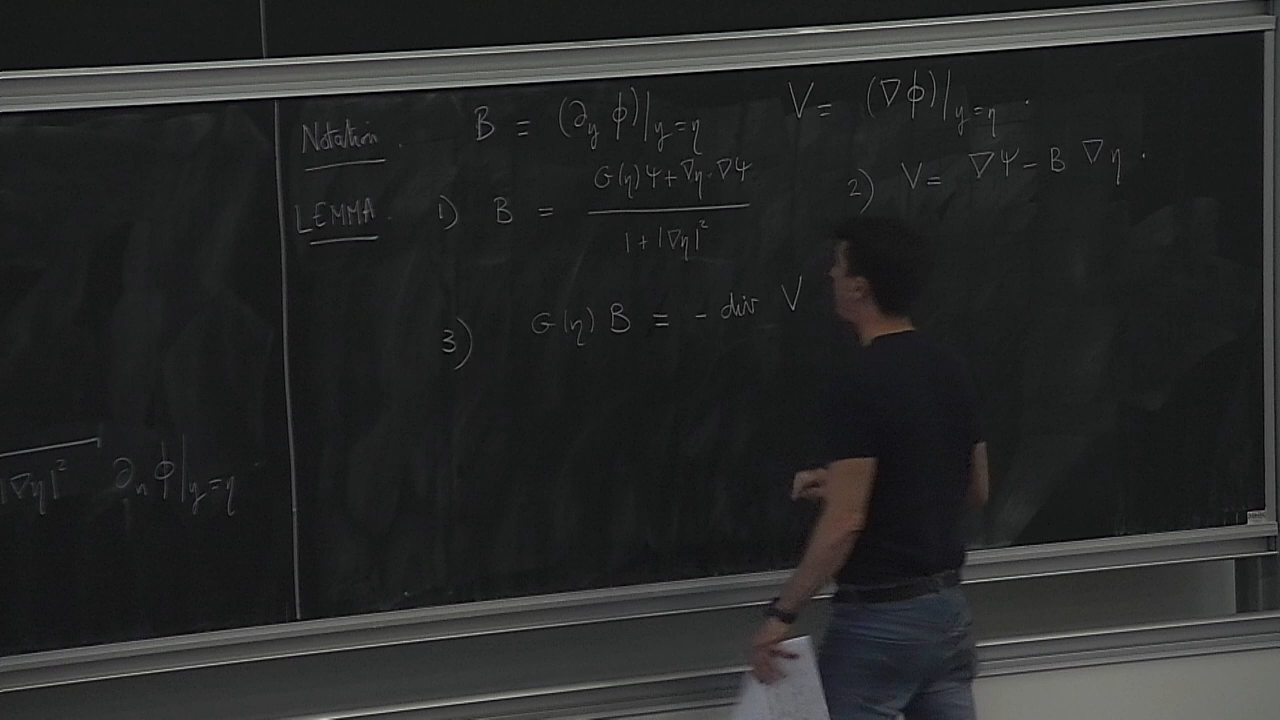 Notation. B = (∂_y ϕ)|_{y=η} V = (∇ϕ)|_{y=η}.
LEMMA. 1) B = (G(η)Ψ + ∇η·∇Ψ) / (1 + |∇η|²) 2) V = ∇Ψ − B ∇η.
3) G(η) B = − div V
|∇η|² ∂_n ϕ|_{y=η}